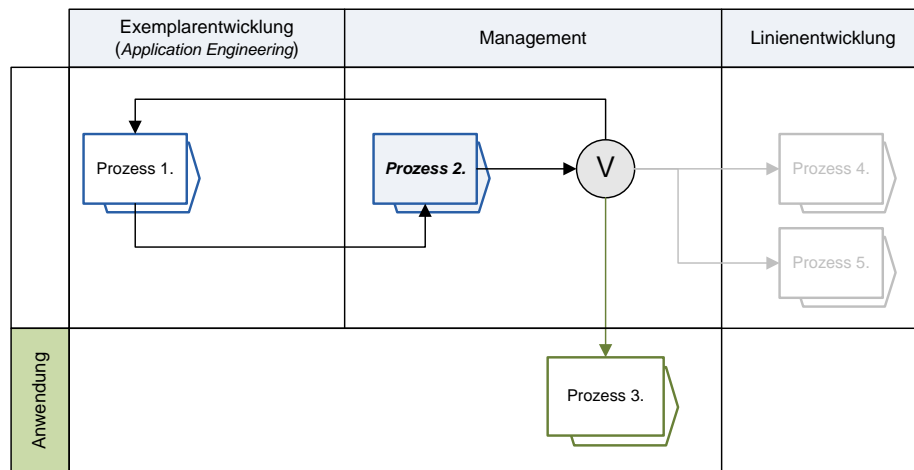 Exemplarentwicklung
(Application Engineering)
Management
Linienentwicklung
Prozess 1.
Prozess 2.
V
Prozess 4.
Prozess 5.
Anwendung
Prozess 3.